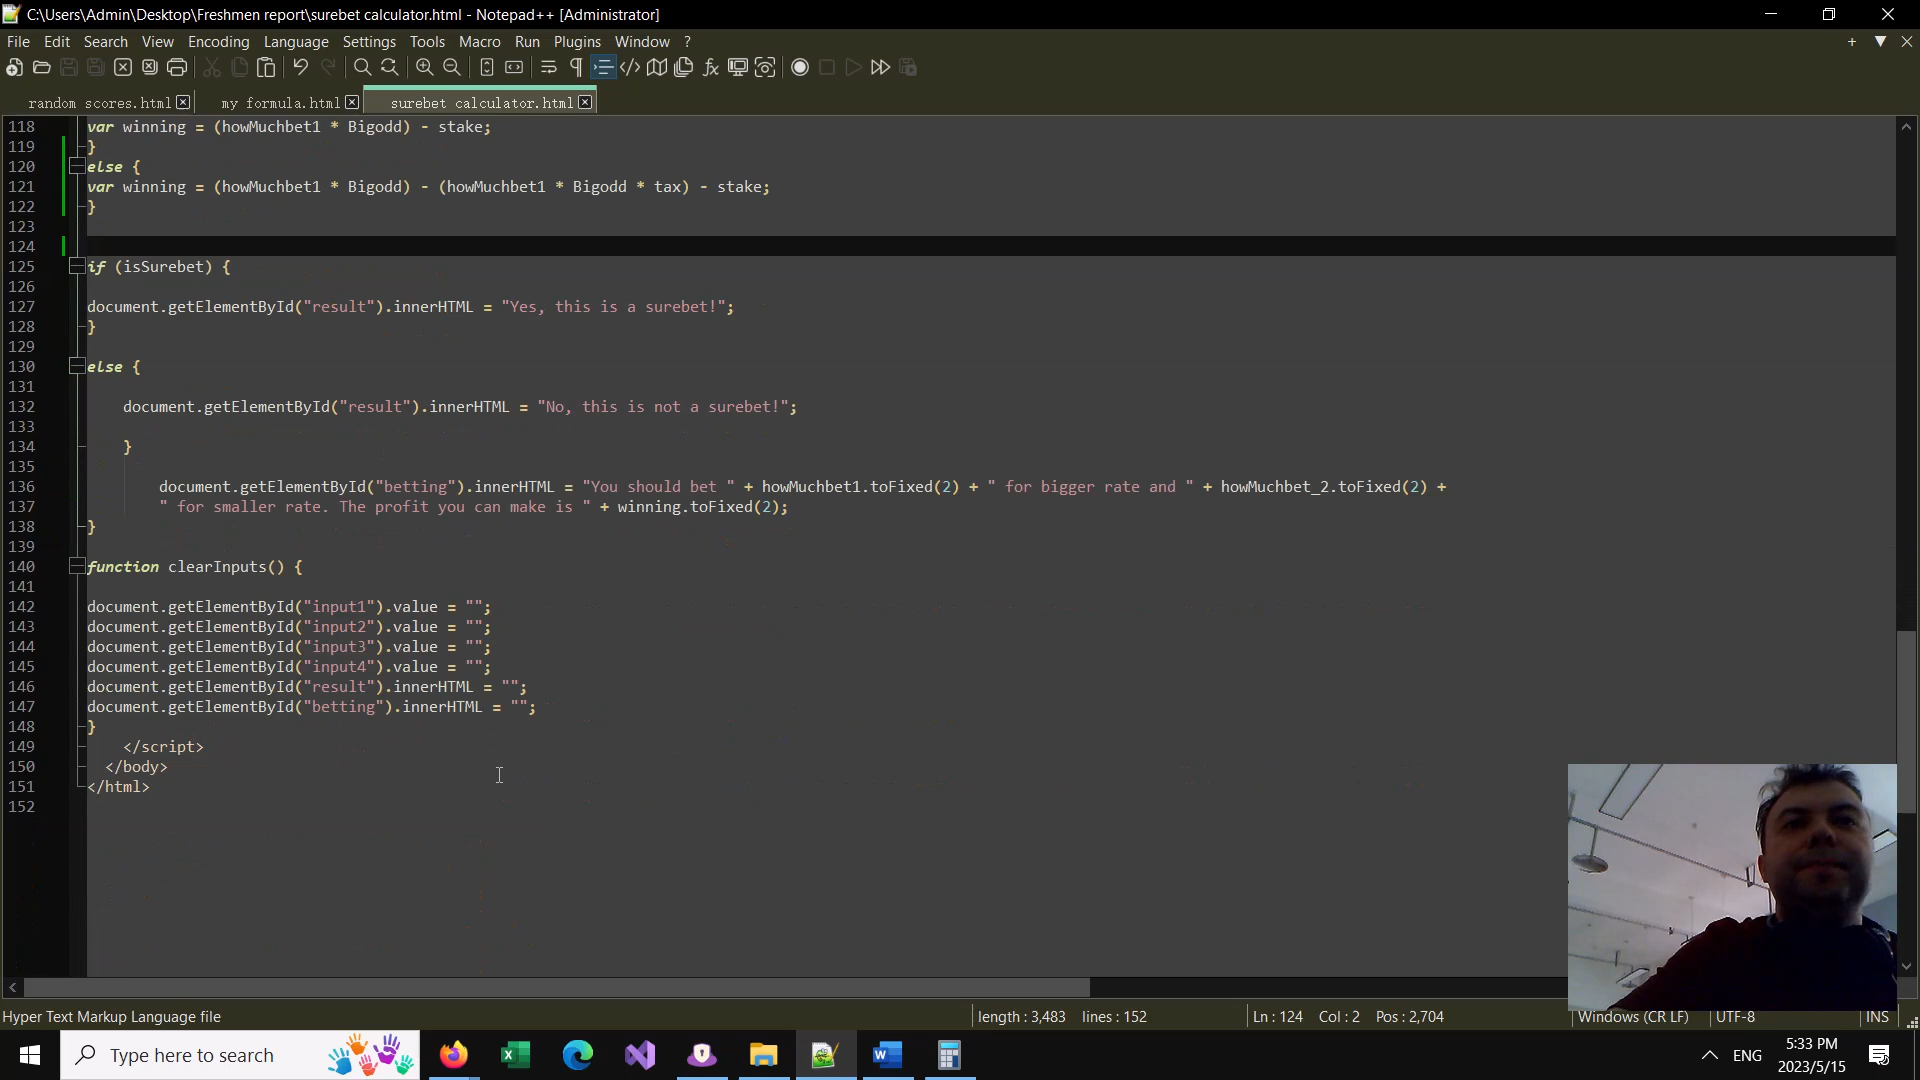 C:\Users\Admin\Desktop\Freshmen report\surebet calculator.html - Notepad++ [Administrator]
File Edit Search View Encoding Language Settings Tools Macro Run Plugins Window ?
random scores.html my formula.html surebet calculator.html
118 var winning = (howMuchbet1 * Bigodd) - stake;
119 }
120 else {
121 var winning = (howMuchbet1 * Bigodd) - (howMuchbet1 * Bigodd * tax) - stake;
122 }
123
124
125 if (isSurebet) {
126
127 document.getElementById("result").innerHTML = "Yes, this is a surebet!";
128 }
129
130 else {
131
132 document.getElementById("result").innerHTML = "No, this is not a surebet!";
133
134 }
135
136 document.getElementById("betting").innerHTML = "You should bet " + howMuchbet1.toFixed(2) + " for bigger rate and " + howMuchbet_2.toFixed(2) +
137 " for smaller rate. The profit you can make is " + winning.toFixed(2);
138 }
139
140 function clearInputs() {
141
142 document.getElementById("input1").value = "";
143 document.getElementById("input2").value = "";
144 document.getElementById("input3").value = "";
145 document.getElementById("input4").value = "";
146 document.getElementById("result").innerHTML = "";
147 document.getElementById("betting").innerHTML = "";
148 }
149 </script>
150 </body>
151 </html>
152
Hyper Text Markup Language file length : 3,483 lines : 152 Ln : 124 Col : 2 Pos : 2,704 Windows (CR LF) UTF-8 INS
Type here to search ENG 5:33 PM
2023/5/15